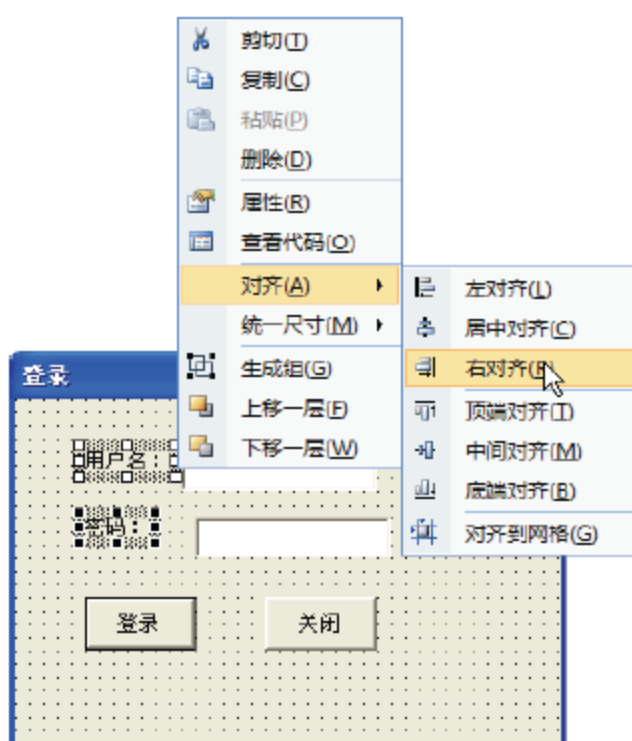 剪切(T)
复制(C)
粘贴(P)
删除(D)
属性(R)
查看代码(O)
对齐(A)
统一尺寸(M)
生成组(G)
上移一层(F)
下移一层(W)
左对齐(L)
居中对齐(C)
右对齐(R)
顶端对齐(T)
中间对齐(M)
底端对齐(B)
对齐到网格(G)
登录
用户名：
密码：
登录
关闭